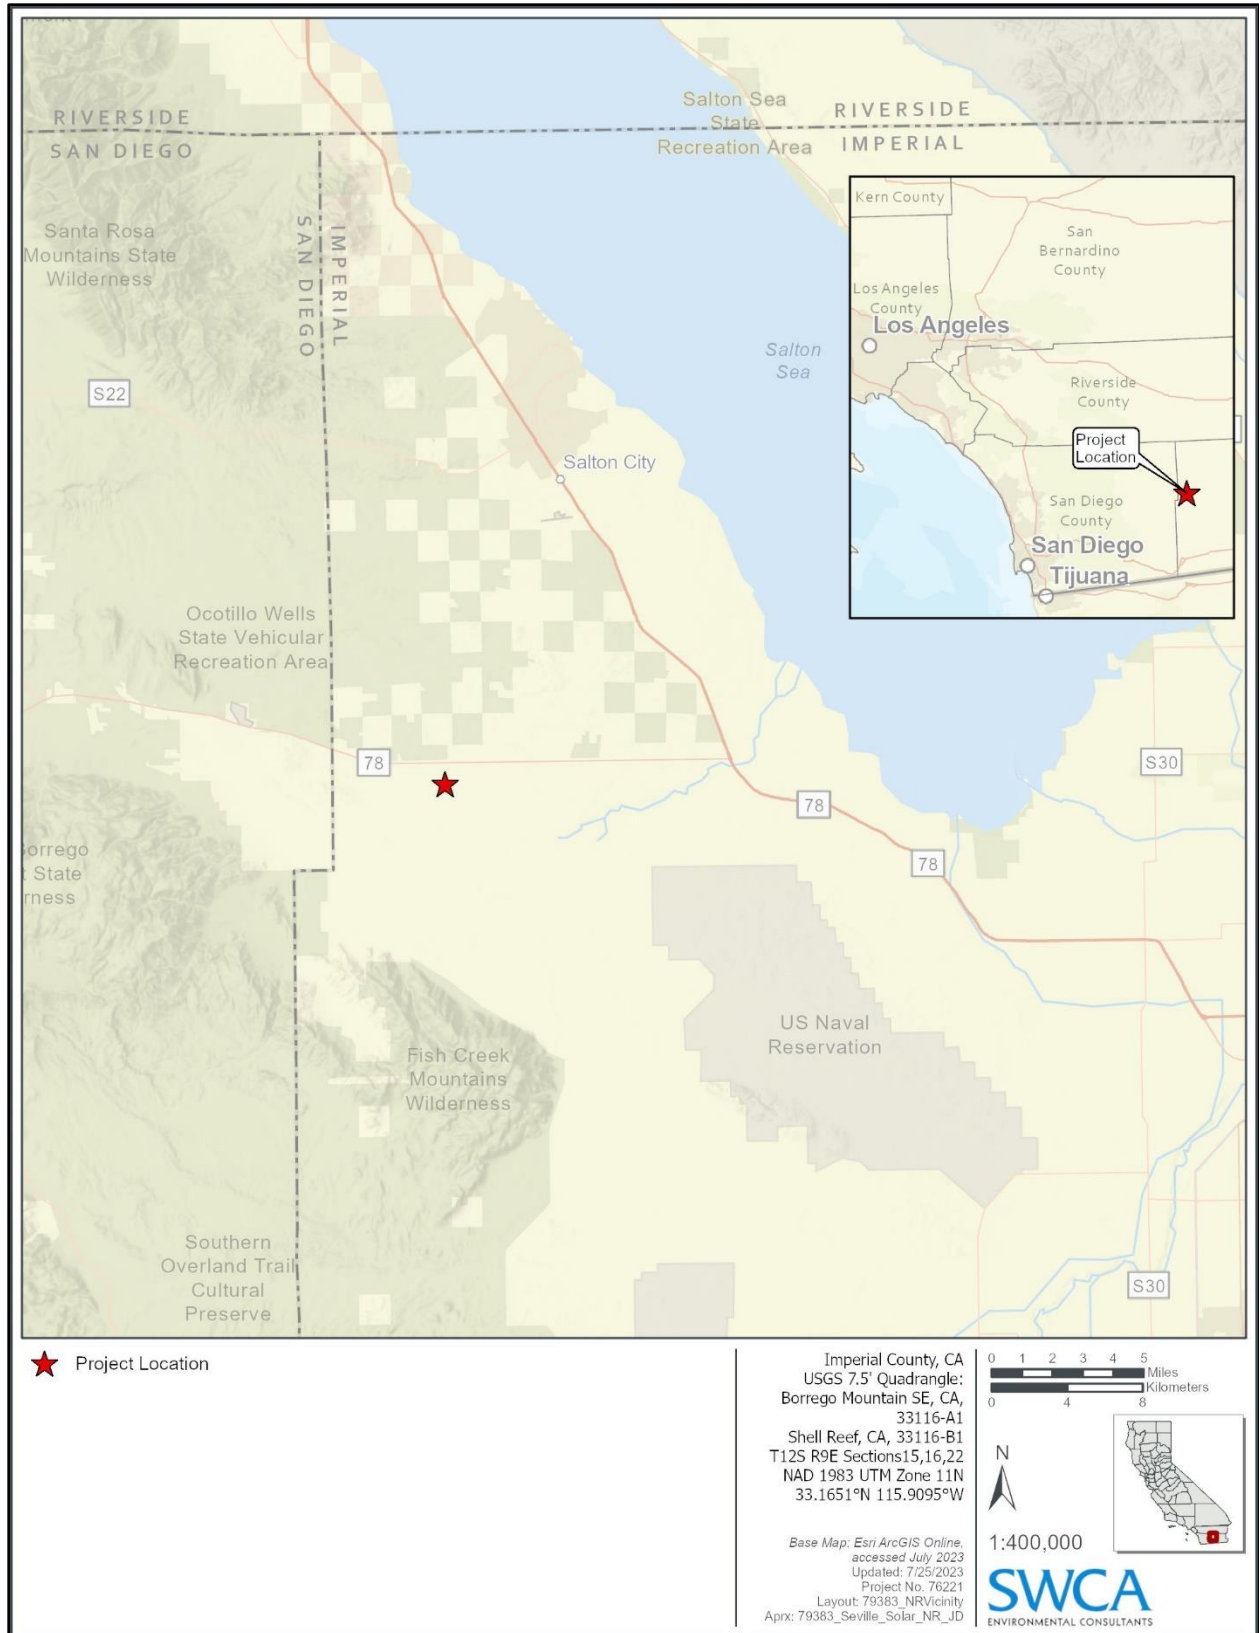 RIVERSIDE
SAN DIEGO
Salton Sea
State
Recreation Area
RIVERSIDE
IMPERIAL
Santa Rosa
Mountains State
Wilderness
SAN DIEGO
IMPERIAL
S22
Salton
Sea
Salton City
Kern County
San
Bernardino
County
Los Angeles
County
Los Angeles
Riverside
County
Project
Location
San Diego
County
San Diego
Tijuana
Ocotillo Wells
State Vehicular
Recreation Area
78
S30
78
78
orrego
t State
rness
US Naval
Reservation
Fish Creek
Mountains
Wilderness
Southern
Overland Trail
Cultural
Preserve
S30
Project Location
Imperial County, CA
USGS 7.5' Quadrangle:
Borrego Mountain SE, CA,
33116-A1
Shell Reef, CA, 33116-B1
T12S R9E Sections15,16,22
NAD 1983 UTM Zone 11N
33.1651°N 115.9095°W
Base Map: Esri ArcGIS Online,
accessed July 2023
Updated: 7/25/2023
Project No. 76221
Layout: 79383_NRVicinity
Aprx: 79383_Seville_Solar_NR_JD
0 1 2 3 4 5
Miles
Kilometers
0 4 8
N
1:400,000
SWCA
ENVIRONMENTAL CONSULTANTS